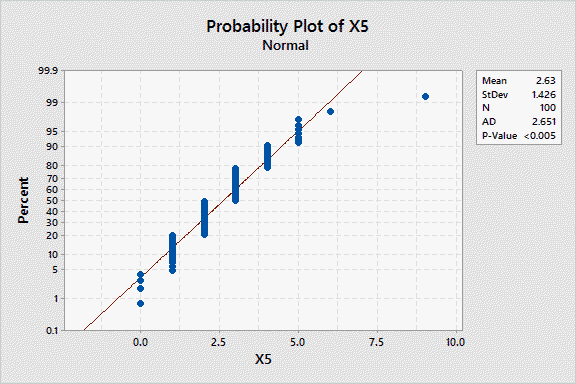 Probability Plot of X5
Normal
99.9
99
95
90
80
70
60
50
40
30
20
10
5
1
0.1
Percent
0.0
2.5
5.0
7.5
10.0
X5
Mean 2.63
StDev 1.426
N 100
AD 2.651
P-Value <0.005